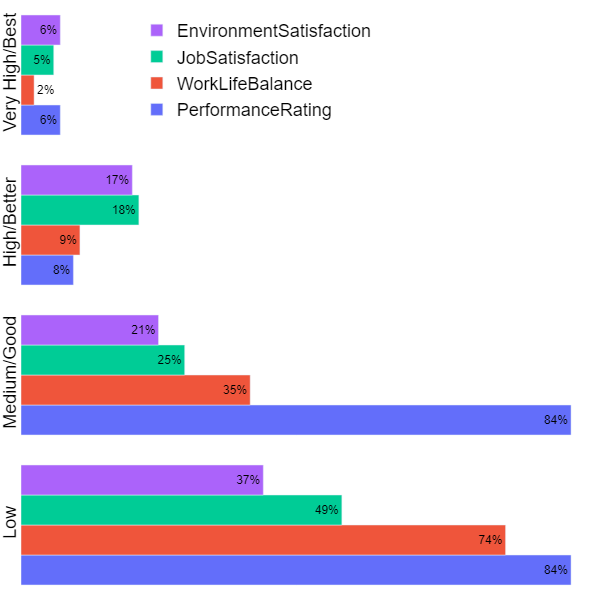 Very High/Best
6%
5%
2%
6%
EnvironmentSatisfaction
JobSatisfaction
WorkLifeBalance
PerformanceRating
High/Better
17%
18%
9%
8%
Medium/Good
21%
25%
35%
84%
Low
37%
49%
74%
84%